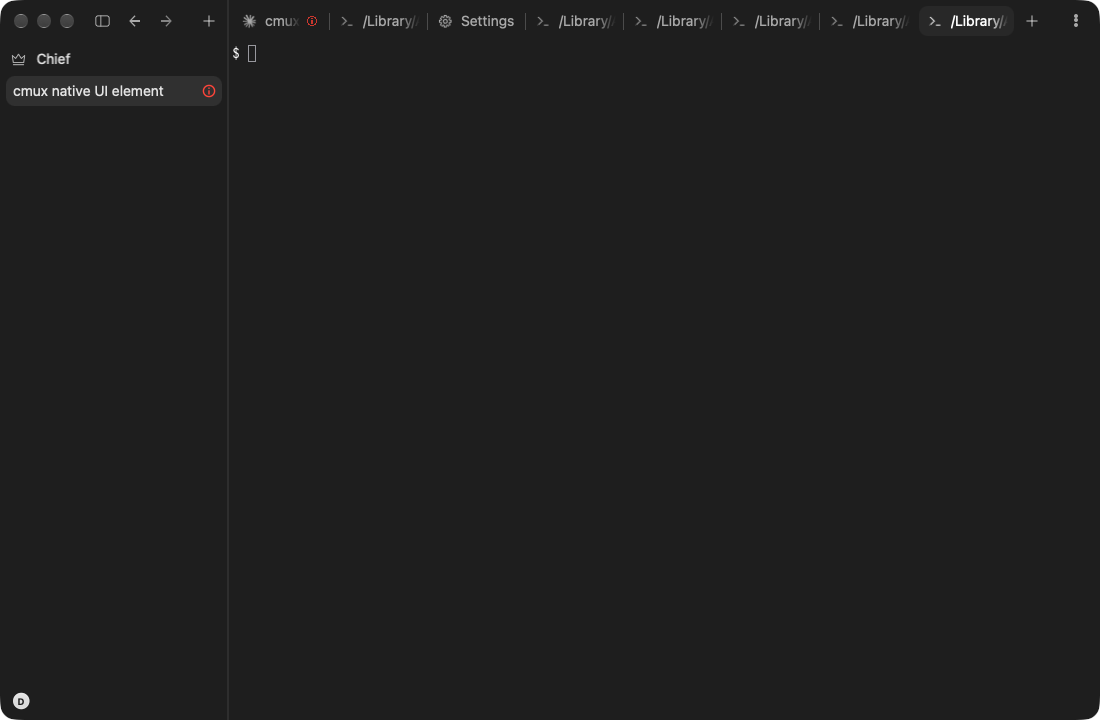 cmux
/Library/
Settings
/Library/
/Library/
/Library/
/Library/
/Library/
Chief
$
cmux native UI element
D